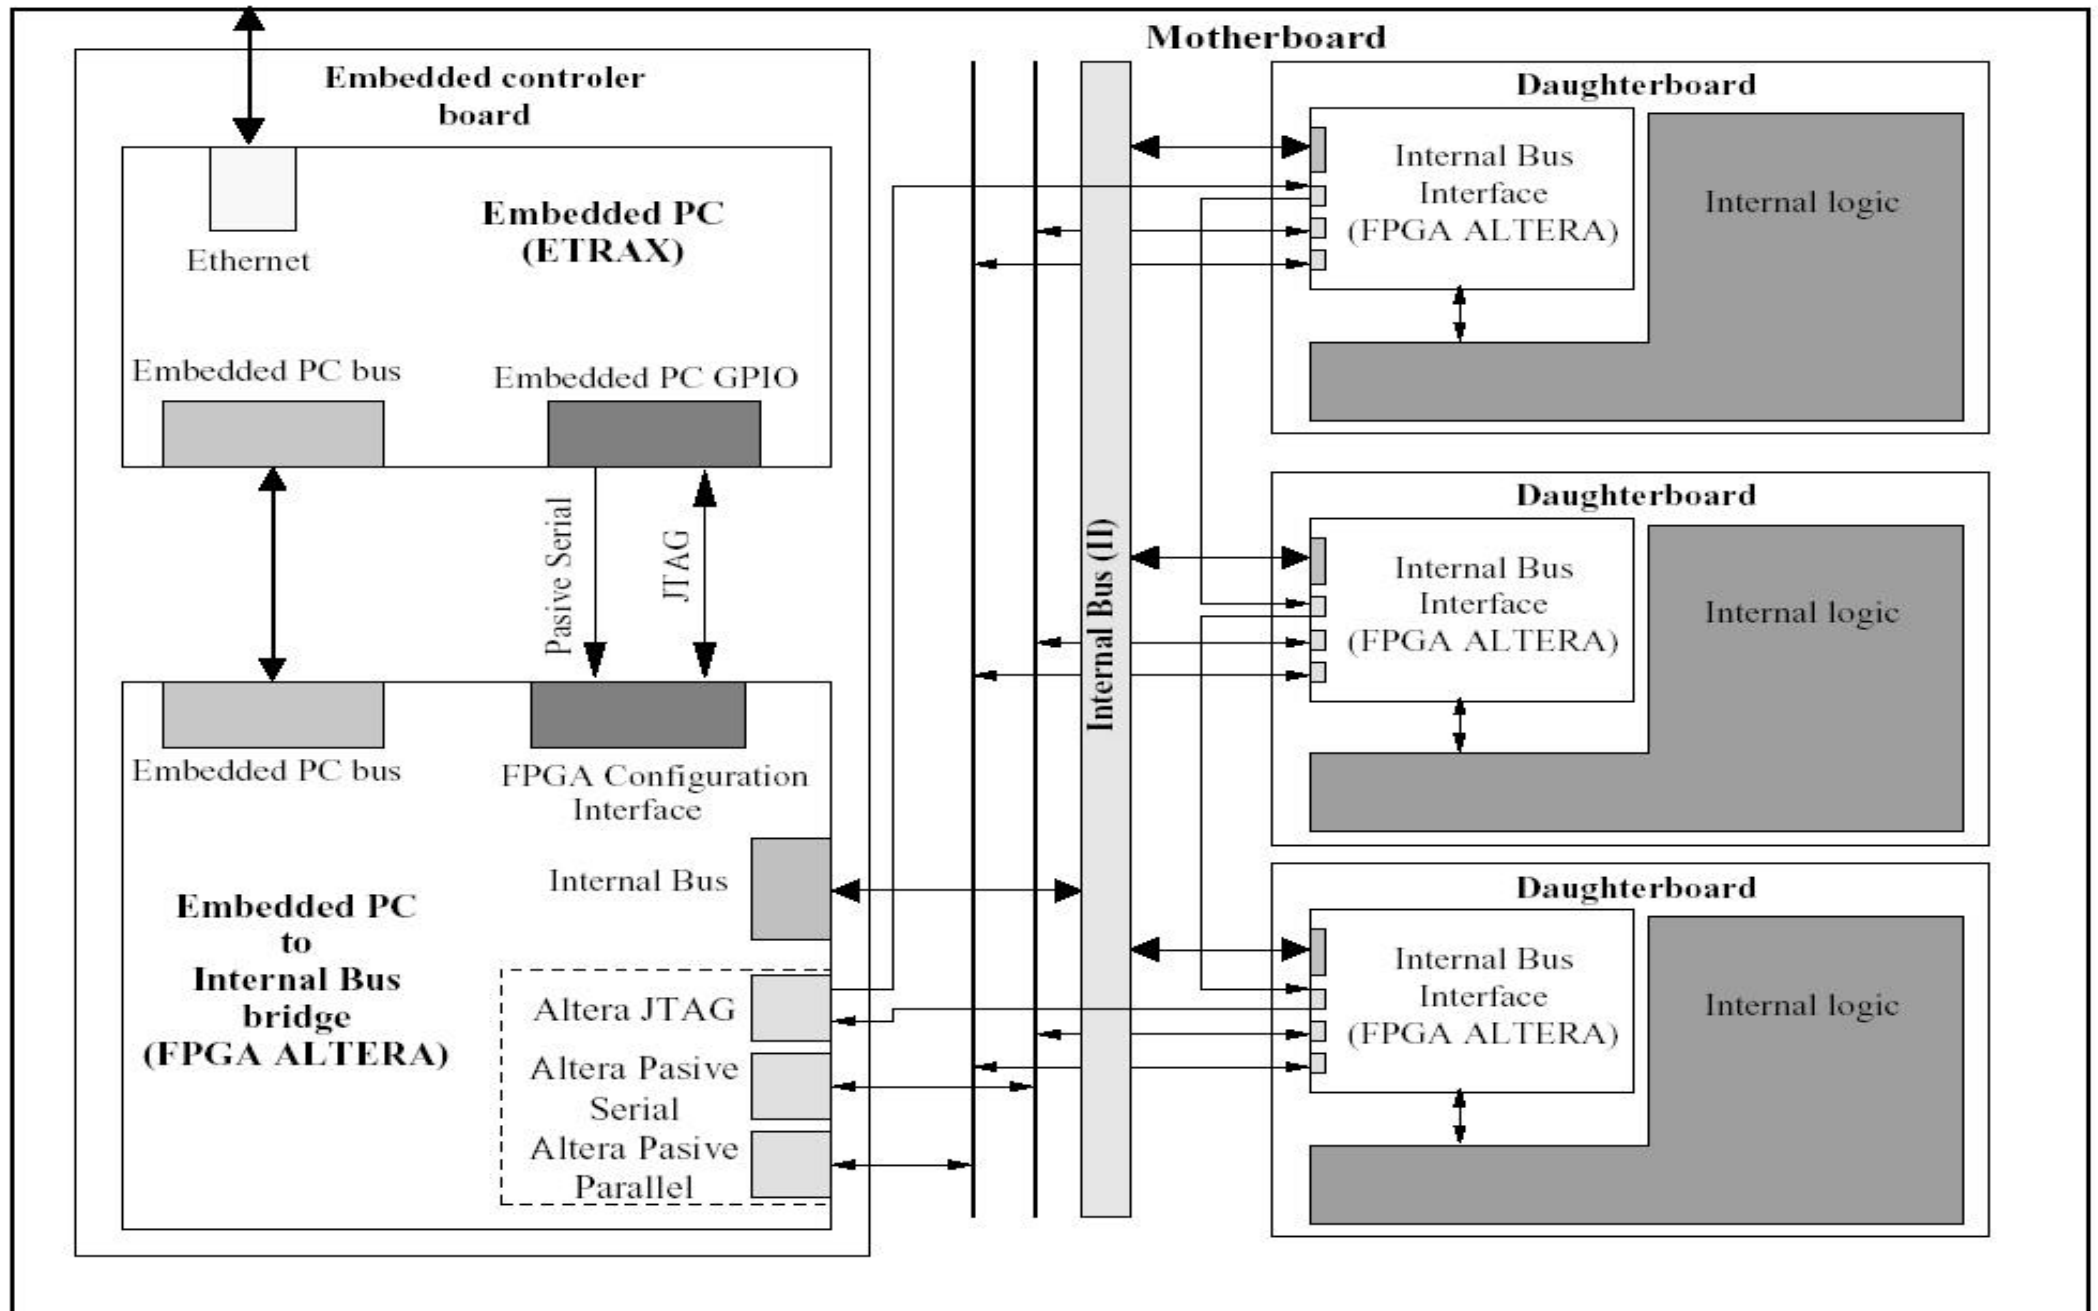 Motherboard
Embedded controler
board
Embedded PC
(ETRAX)
Ethernet
Embedded PC bus
Embedded PC GPIO
Pasive Serial
JTAG
Embedded PC bus
FPGA Configuration
Interface
Internal Bus
Embedded PC
to
Internal Bus
bridge
(FPGA ALTERA)
Altera JTAG
Altera Pasive
Serial
Altera Pasive
Parallel
Internal Bus (II)
Daughterboard
Internal Bus
Interface
(FPGA ALTERA)
Internal logic
Daughterboard
Internal Bus
Interface
(FPGA ALTERA)
Internal logic
Daughterboard
Internal Bus
Interface
(FPGA ALTERA)
Internal logic